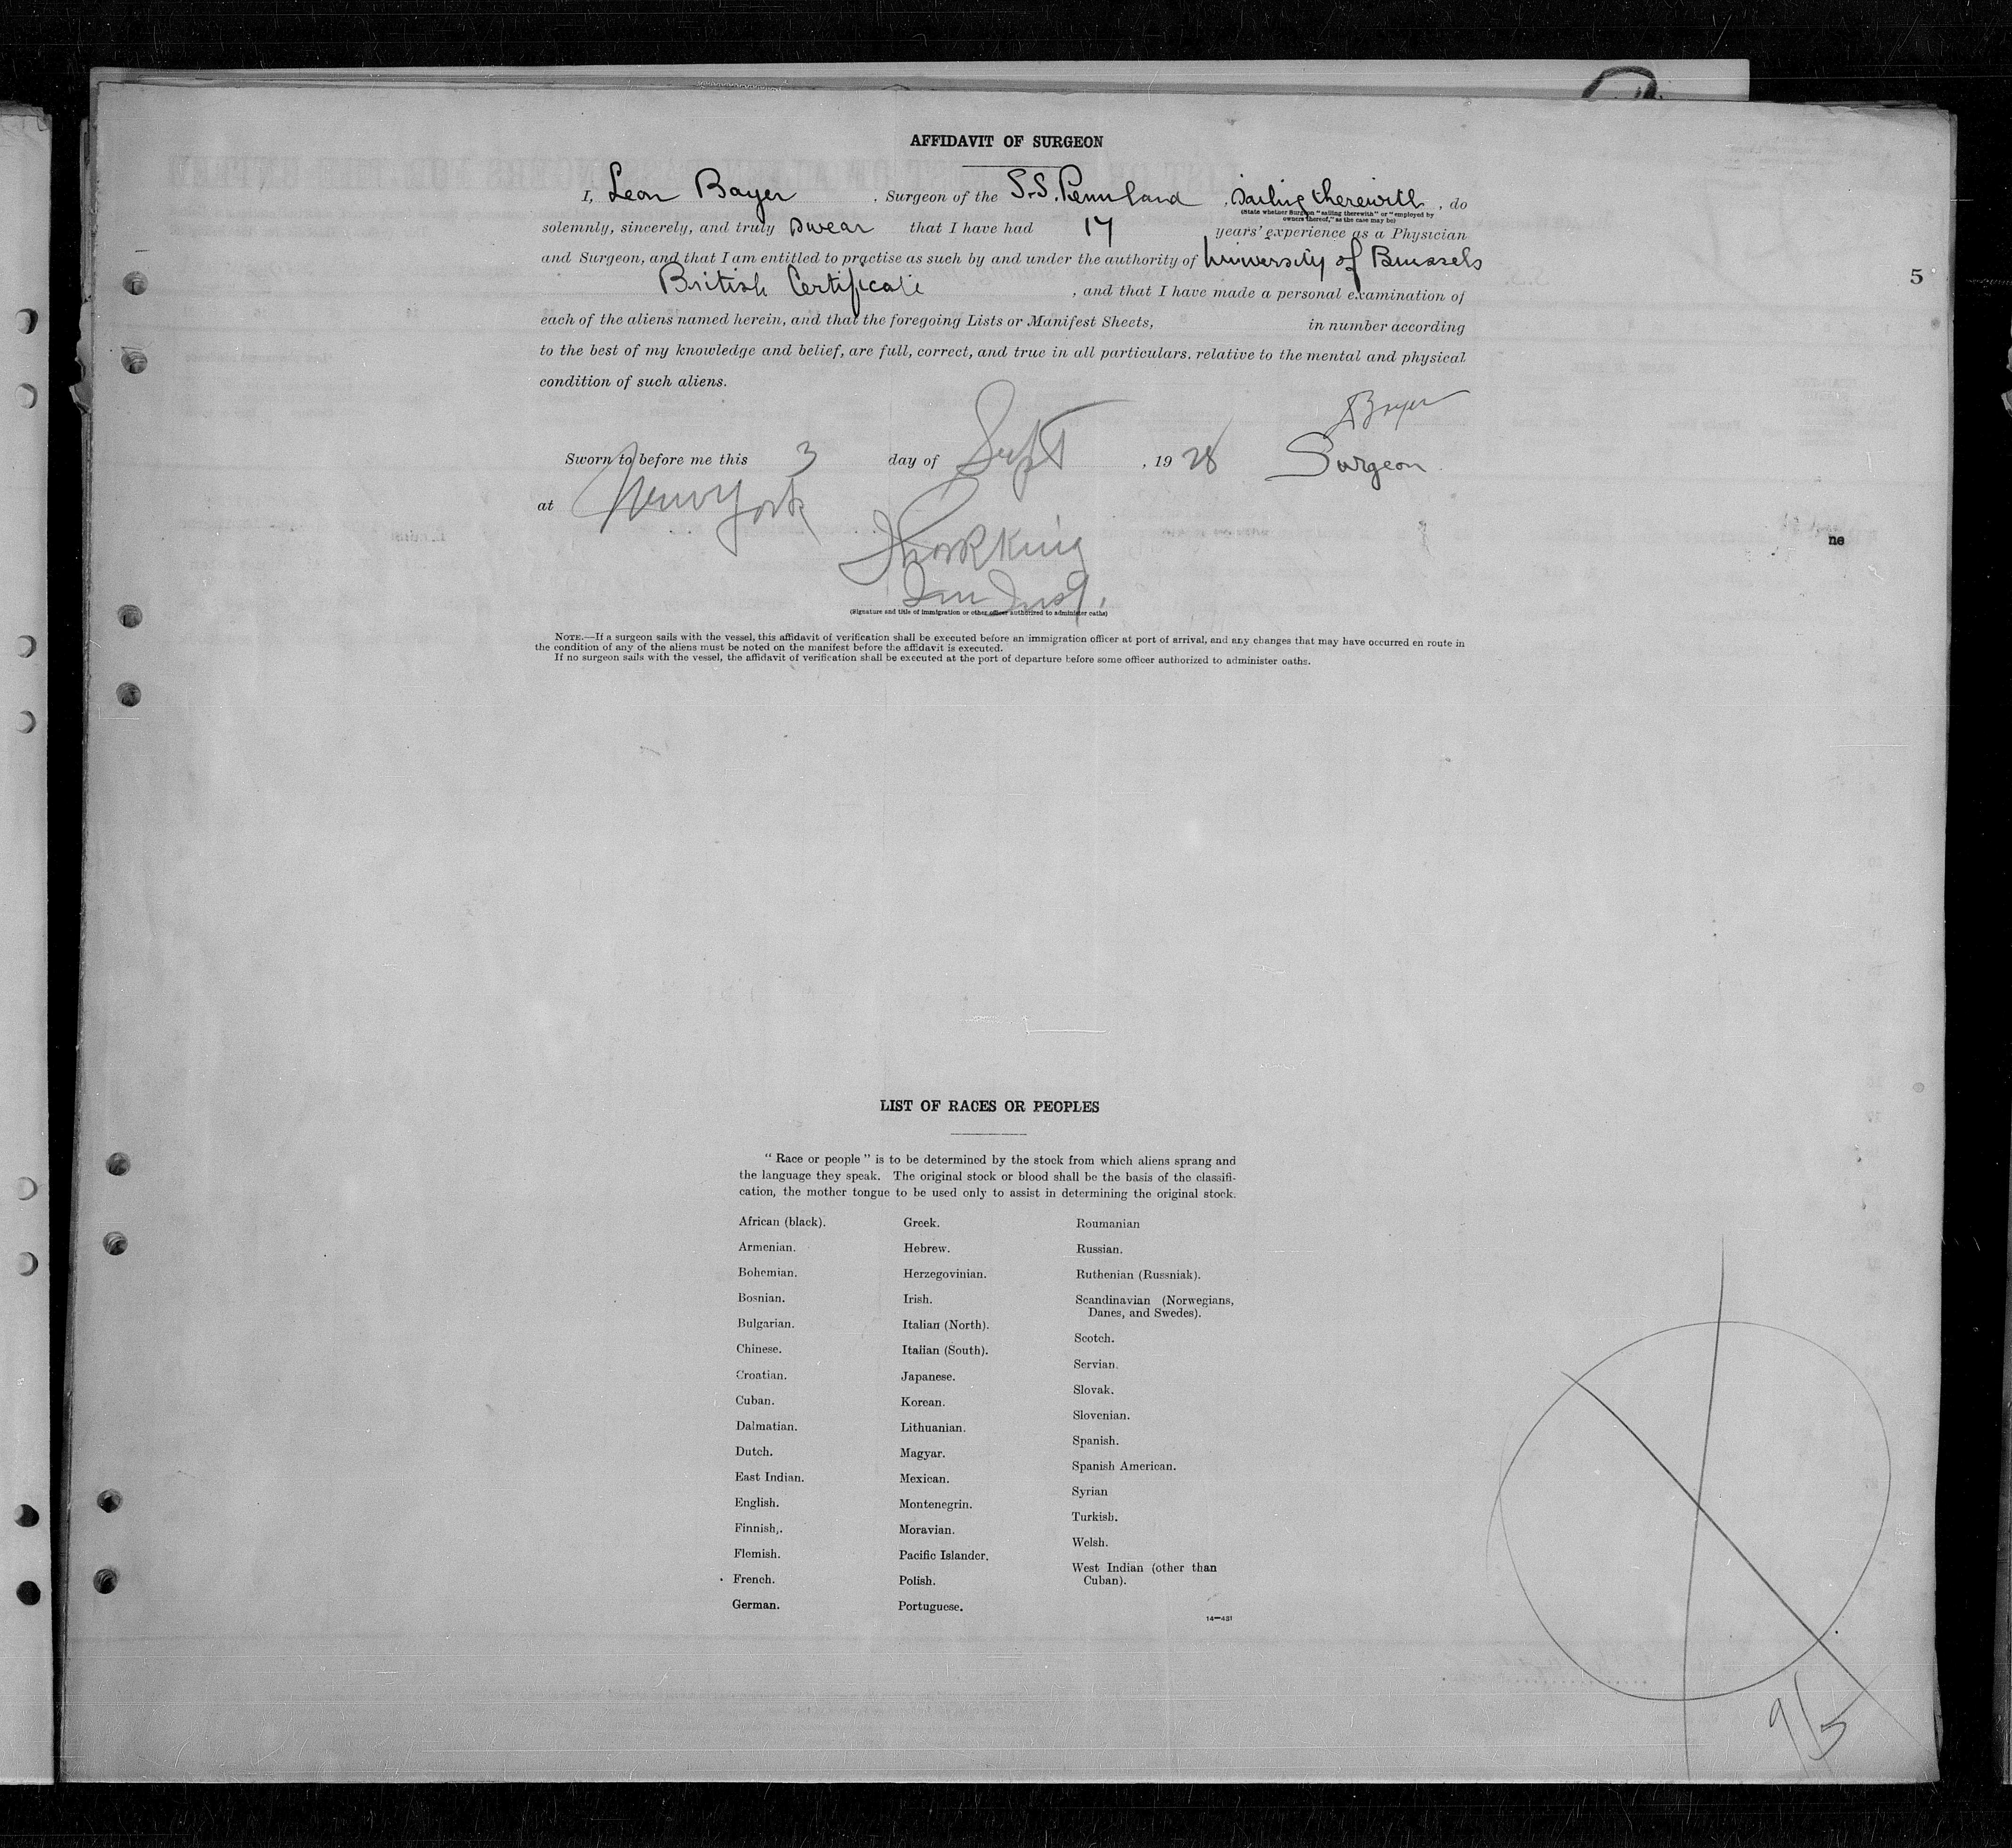 AFFIDAVIT OF SURGEON
I, Leon Bayer, Surgeon of the S.S. Pennland, Sailing therewith, do
(State whether Surgeon "sailing therewith" or "employed by
owners thereof," as the case may be)
solemnly, sincerely, and truly swear that I have had 17 years' experience as a Physician
and Surgeon, and that I am entitled to practise as such by and under the authority of University of Brussels
5
British Certificate, and that I have made a personal examination of
each of the aliens named herein, and that the foregoing Lists or Manifest Sheets, in number according
to the best of my knowledge and belief, are full, correct, and true in all particulars. relative to the mental and physical
condition of such aliens.
Bayer
Sworn to before me this 3 day of Sept, 1928 Surgeon
at New York
ne
King
(Signature and title of immigration or other officer authorized to administer oaths)
NOTE.—If a surgeon sails with the vessel, this affidavit of verification shall be executed before an immigration officer at port of arrival, and any changes that may have occurred en route in
the condition of any of the aliens must be noted on the manifest before the affidavit is executed.
If no surgeon sails with the vessel, the affidavit of verification shall be executed at the port of departure before some officer authorized to administer oaths.
LIST OF RACES OR PEOPLES
"Race or people" is to be determined by the stock from which aliens sprang and
the language they speak. The original stock or blood shall be the basis of the classifi-
cation, the mother tongue to be used only to assist in determining the original stock.
African (black).
Armenian.
Bohemian.
Bosnian.
Bulgarian.
Chinese.
Croatian.
Cuban.
Dalmatian.
Dutch.
East Indian.
English.
Finnish.
Flemish.
French.
German.
Greek.
Hebrew.
Herzegovinian.
Irish.
Italian (North).
Italian (South).
Japanese.
Korean.
Lithuanian.
Magyar.
Mexican.
Montenegrin.
Moravian.
Pacific Islander.
Polish.
Portuguese.
Roumanian
Russian.
Ruthenian (Russniak).
Scandinavian (Norwegians,
Danes, and Swedes).
Scotch.
Servian.
Slovak.
Slovenian.
Spanish.
Spanish American.
Syrian
Turkish.
Welsh.
West Indian (other than
Cuban).
14—431
9/5